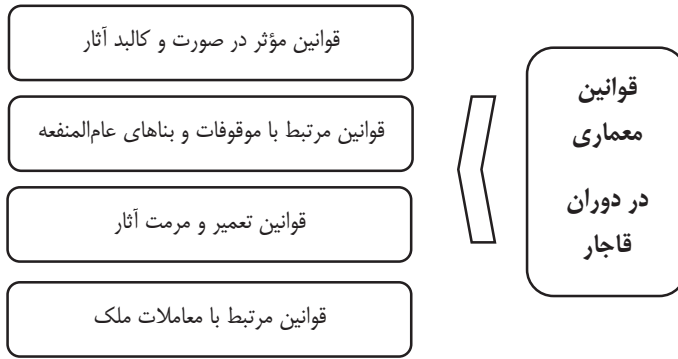 قوانین
معماری
در دوران
قاجار
قوانین مؤثر در صورت و کالبد آثار
قوانین مرتبط با موقوفات و بناهای عام‌المنفعه
قوانین تعمیر و مرمت آثار
قوانین مرتبط با معاملات ملک